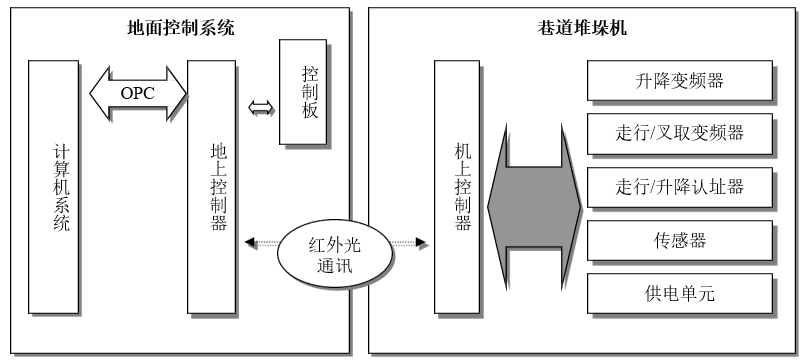 地面控制系统
计算机系统
OPC
地上控制器
控制板
红外光
通讯
巷道堆垛机
机上控制器
升降变频器
走行/叉取变频器
走行/升降认址器
传感器
供电单元